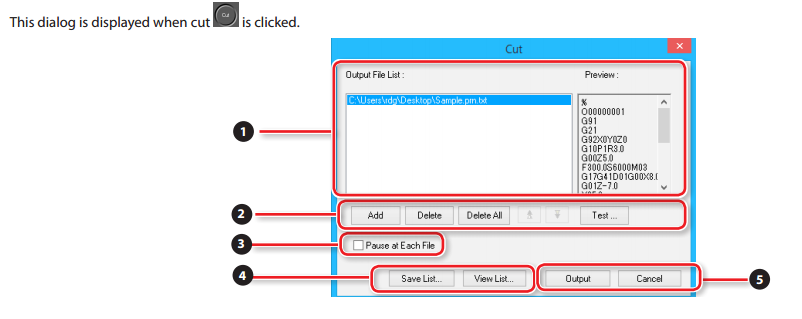 This dialog is displayed when cut Cut is clicked.
Cut
Output File List :
Preview :
C:\Users\rdg\Desktop\Sample.prn.txt
%
O00000001
G91
G21
G92X0Y0Z0
G10P1R3.0
G00Z5.0
F300.0S6000M03
G17G41D01G00X8.(
G01Z-7.0
1
Add Delete Delete All Test ...
2
Pause at Each File
3
4
Save List... View List... Output Cancel
5